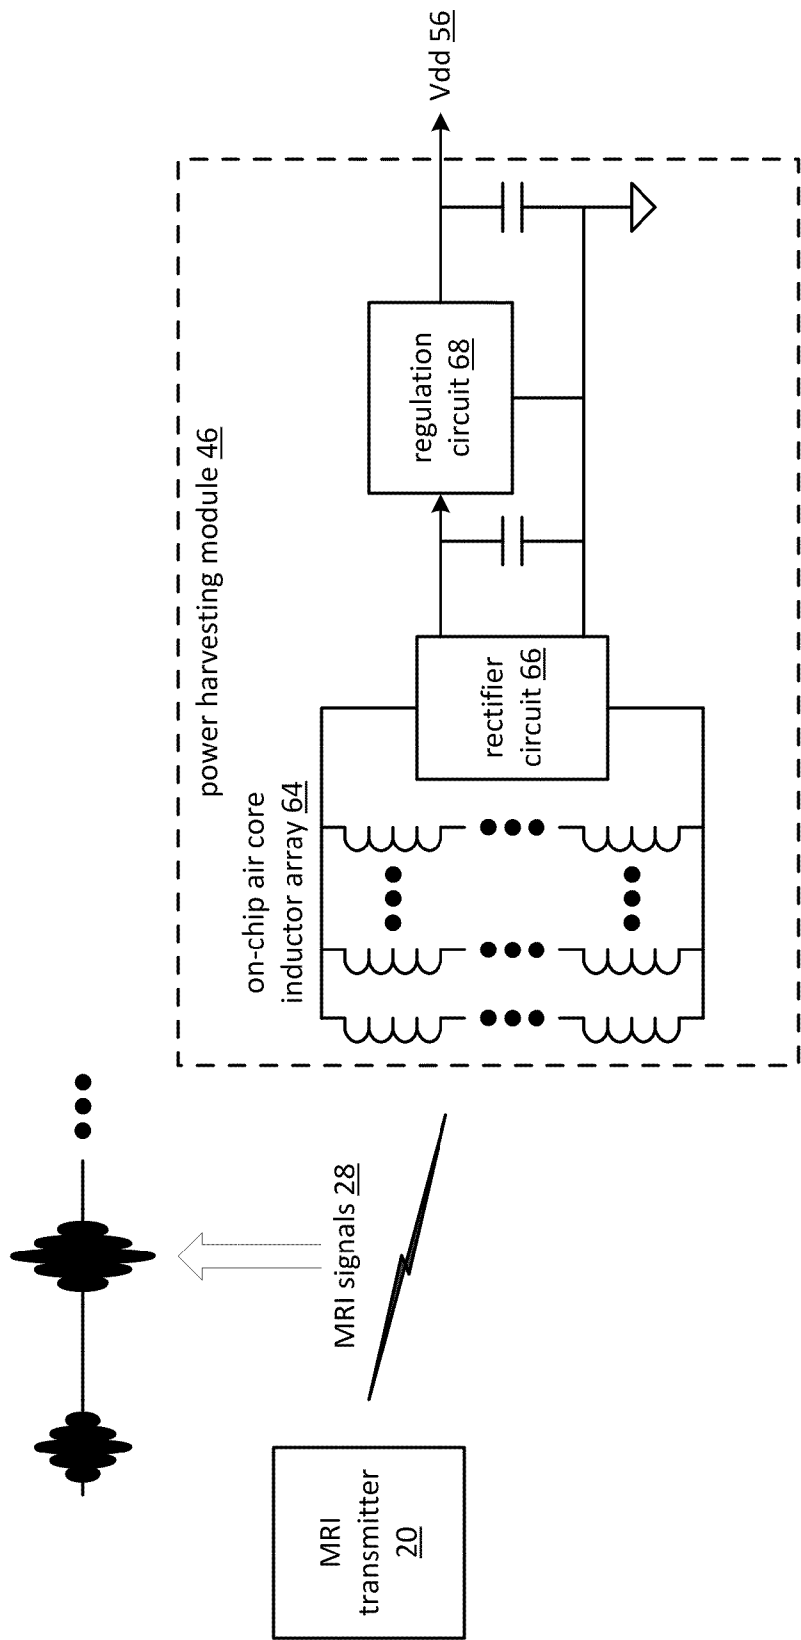 MRI
transmitter
20
MRI signals 28
power harvesting module 46
on-chip air core
inductor array 64
rectifier
circuit 66
regulation
circuit 68
Vdd 56